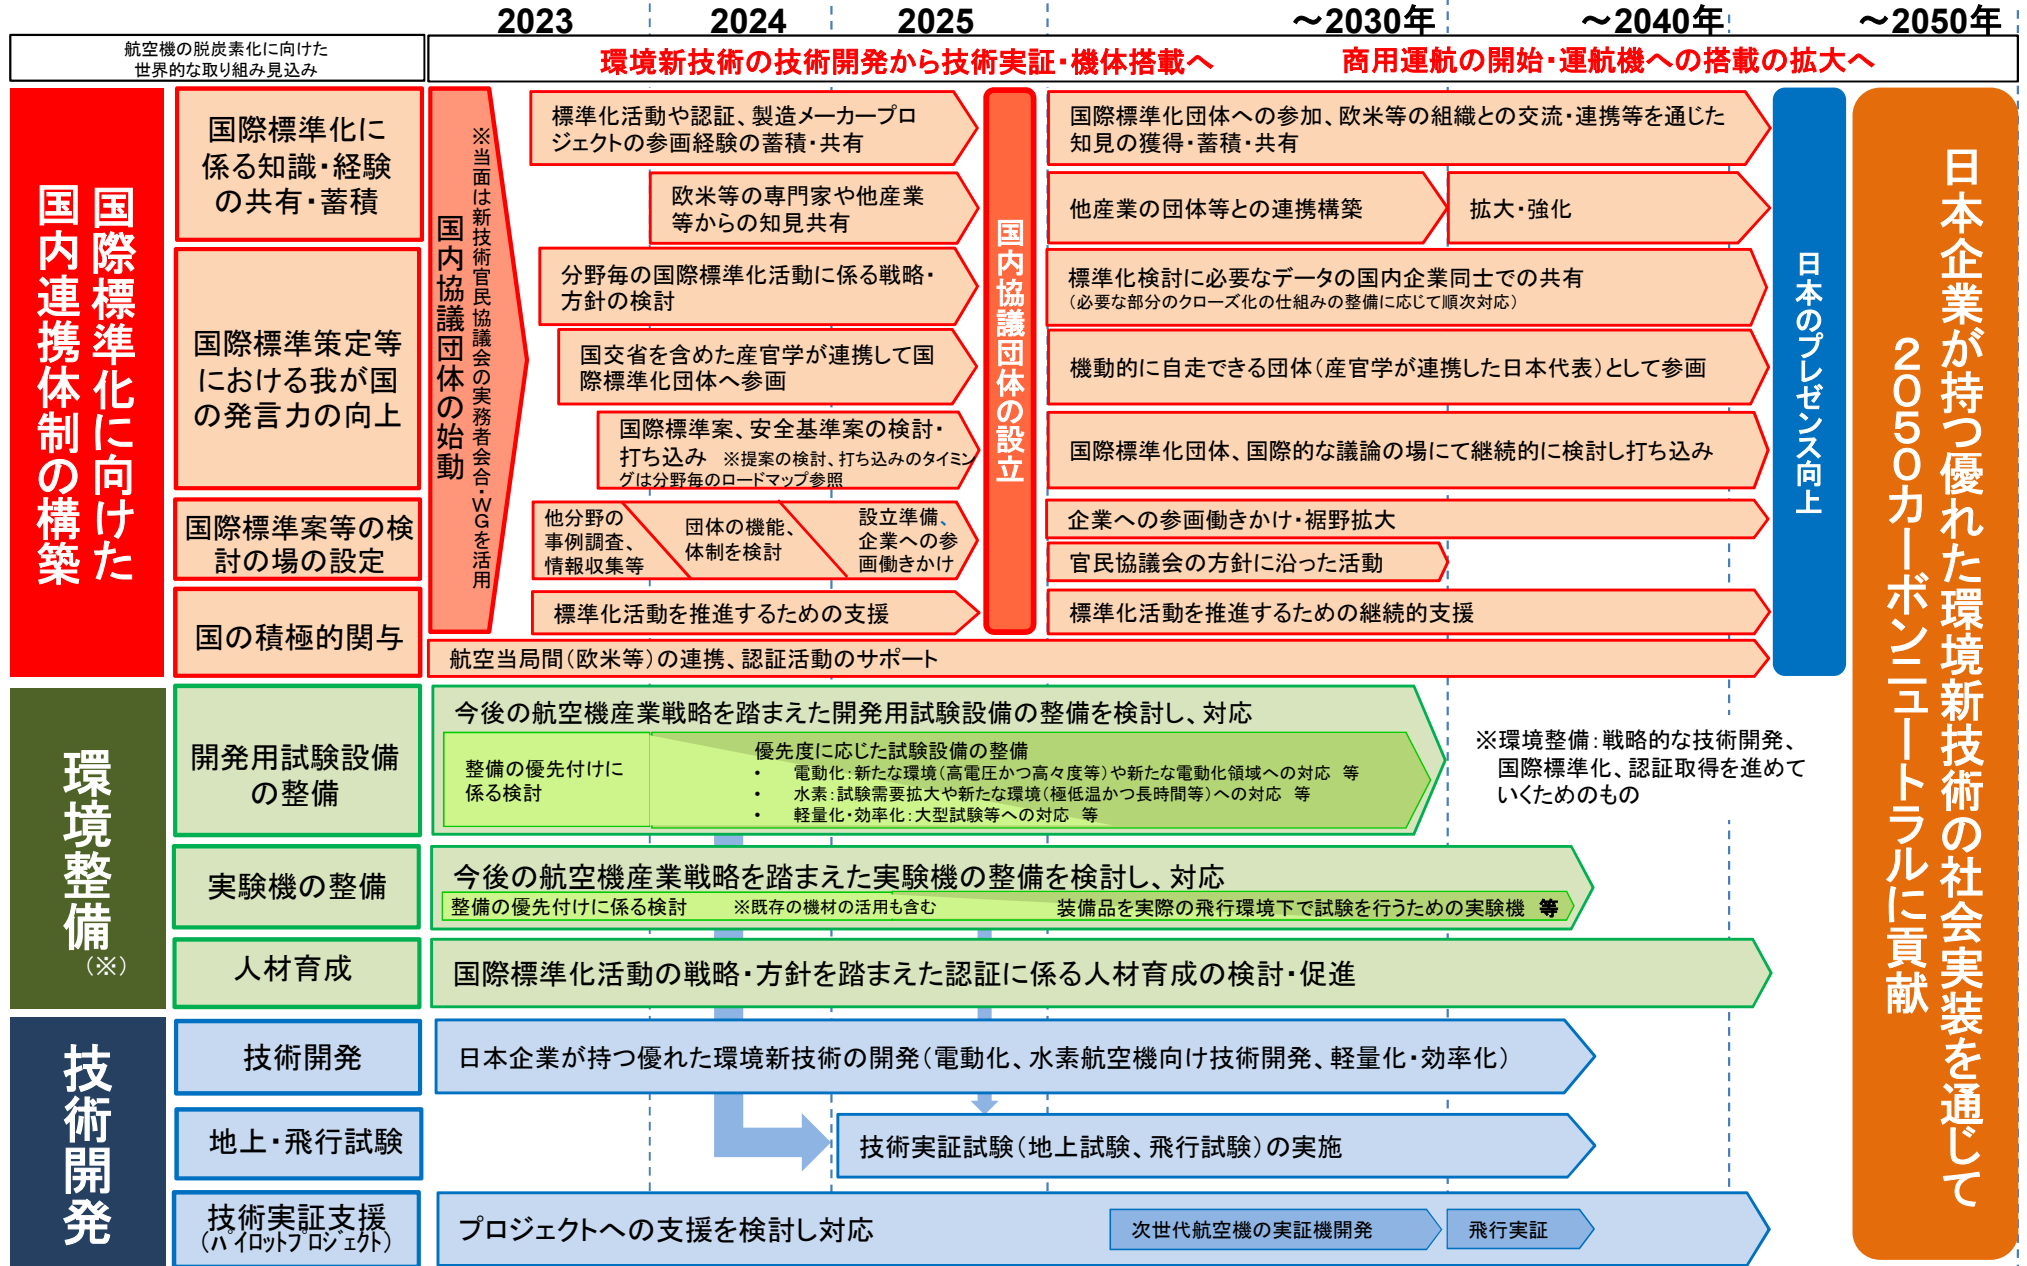 2023
2024
2025
～2030年
～2040年
～2050年
航空機の脱炭素化に向けた
世界的な取り組み見込み
環境新技術の技術開発から技術実証・機体搭載へ
商用運航の開始・運航機への搭載の拡大へ
国際標準化に向けた
国内連携体制の構築
国際標準化に
係る知識・経験
の共有・蓄積
国際標準策定等
における我が国
の発言力の向上
国際標準案等の検
討の場の設定
国の積極的関与
国内協議団体の始動
※当面は新技術官民協議会の実務者会合・WGを活用
標準化活動や認証、製造メーカープロ
ジェクトの参画経験の蓄積・共有
欧米等の専門家や他産業
等からの知見共有
分野毎の国際標準化活動に係る戦略・
方針の検討
国交省を含めた産官学が連携して国
際標準化団体へ参画
国際標準案、安全基準案の検討・
打ち込み ※提案の検討、打ち込みのタイミン
グは分野毎のロードマップ参照
他分野の
事例調査、
情報収集等
団体の機能、
体制を検討
設立準備、
企業への参
画働きかけ
標準化活動を推進するための支援
航空当局間（欧米等）の連携、認証活動のサポート
国内協議団体の設立
国際標準化団体への参加、欧米等の組織との交流・連携等を通じた
知見の獲得・蓄積・共有
他産業の団体等との連携構築
拡大・強化
標準化検討に必要なデータの国内企業同士での共有
（必要な部分のクローズ化の仕組みの整備に応じて順次対応）
機動的に自走できる団体（産官学が連携した日本代表）として参画
国際標準化団体、国際的な議論の場にて継続的に検討し打ち込み
企業への参画働きかけ・裾野拡大
官民協議会の方針に沿った活動
標準化活動を推進するための継続的支援
日本のプレゼンス向上
日本企業が持つ優れた環境新技術の社会実装を通じて
2050カーボンニュートラルに貢献
環境整備
（※）
開発用試験設備
の整備
今後の航空機産業戦略を踏まえた開発用試験設備の整備を検討し、対応
整備の優先付けに
係る検討
優先度に応じた試験設備の整備
・ 電動化：新たな環境（高電圧かつ高々度等）や新たな電動化領域への対応 等
・ 水素：試験需要拡大や新たな環境（極低温かつ長時間等）への対応 等
・ 軽量化・効率化：大型試験等への対応 等
※環境整備：戦略的な技術開発、
国際標準化、認証取得を進めて
いくためのもの
実験機の整備
今後の航空機産業戦略を踏まえた実験機の整備を検討し、対応
整備の優先付けに係る検討 ※既存の機材の活用も含む 装備品を実際の飛行環境下で試験を行うための実験機 等
人材育成
国際標準化活動の戦略・方針を踏まえた認証に係る人材育成の検討・促進
技術開発
技術開発
日本企業が持つ優れた環境新技術の開発（電動化、水素航空機向け技術開発、軽量化・効率化）
地上・飛行試験
技術実証試験（地上試験、飛行試験）の実施
技術実証支援
（ﾊﾟｲﾛｯﾄﾌﾟﾛｼﾞｪｸﾄ）
プロジェクトへの支援を検討し対応
次世代航空機の実証機開発
飛行実証